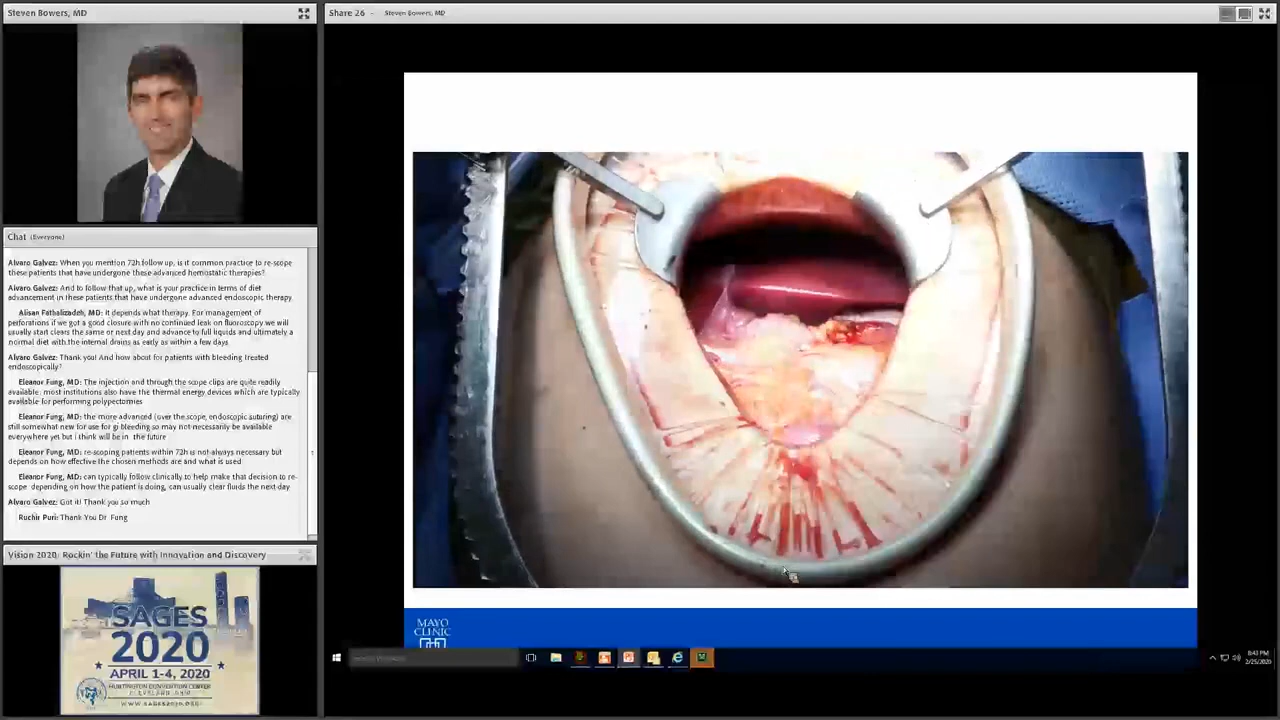 Steven Bowers, MD
Share 26 - Steven Bowers, MD
Chat (Everyone)
Alvaro Galvez: When you mention 72h follow up, is it common practice to re-scope
these patients that have undergone these advanced hemostatic therapies?
Alvaro Galvez: And to follow that up, what is your practice in terms of diet
advancement in these patients that have undergone advanced endoscopic therapy
Alisan Fathalizadeh, MD: it depends what therapy. For management of
perforations if we got a good closure with no continued leak on fluoroscopy we will
usually start clears the same or next day and advance to full liquids and ultimately a
normal diet with the internal drains as early as within a few days
Alvaro Galvez: Thank you! And how about for patients with bleeding treated
endoscopically?
Eleanor Fung, MD: The injection and through the scope clips are quite readily
available. most institutions also have the thermal energy devices which are typically
available for performing polypectomies
Eleanor Fung, MD: the more advanced (over the scope, endoscopic suturing) are
still somewhat new for use for gi bleeding so may not necessarily be available
everywhere yet but i think will be in the future
Eleanor Fung, MD: re-scoping patients within 72h is not always necessary but
depends on how effective the chosen methods are and what is used
Eleanor Fung, MD: can typically follow clinically to help make that decision to re-
scope depending on how the patient is doing, can usually clear fluids the next day
Alvaro Galvez: Got it! Thank you so much
Ruchir Puri: Thank You Dr Fung
Vision 2020: Rockin' the Future with Innovation and Discovery
SAGES
2020
APRIL 1-4, 2020
HUNTINGTON CONVENTION CENTER
CLEVELAND, OHIO
WWW.SAGES2020.ORG
MAYO
CLINIC
8:43 PM
2/25/2020